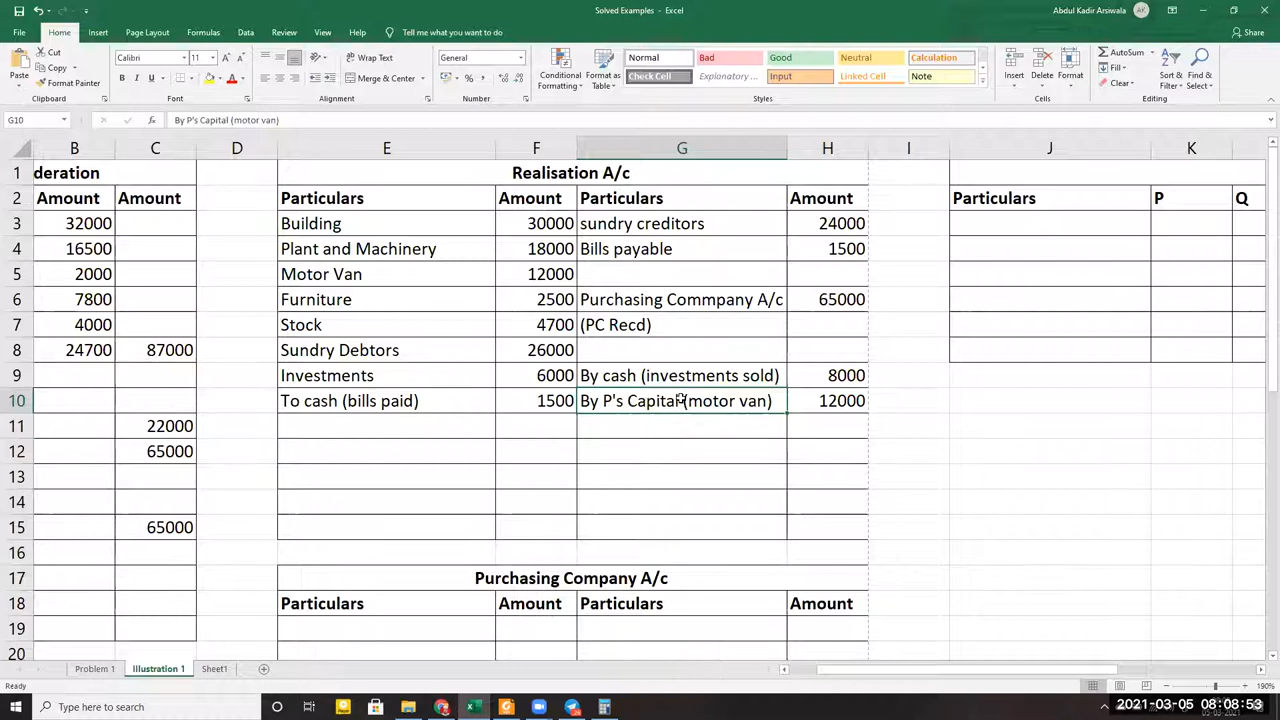 Solved Examples - Excel
Abdul Kadir Arsiwala
AK
File Home Insert Page Layout Formulas Data Review View Help Tell me what you want to do
Share
Paste
Cut
Copy
Format Painter
Clipboard
Calibri 11
B I U
Font
Wrap Text
Merge & Center
Alignment
General
Number
Conditional Formatting
Format as Table
Normal Bad Good Neutral Calculation
Check Cell Explanatory ... Input Linked Cell Note
Styles
Insert Delete Format
Cells
AutoSum
Fill
Clear
Sort & Filter
Find & Select
Editing
G10 fx By P's Capital (motor van)
B C D E F G H I J K L
1 deration Realisation A/c
2 Amount Amount Particulars Amount Particulars Amount Particulars P Q
3 32000 Building 30000 sundry creditors 24000
4 16500 Plant and Machinery 18000 Bills payable 1500
5 2000 Motor Van 12000
6 7800 Furniture 2500 Purchasing Commpany A/c 65000
7 4000 Stock 4700 (PC Recd)
8 24700 87000 Sundry Debtors 26000
9 Investments 6000 By cash (investments sold) 8000
10 To cash (bills paid) 1500 By P's Capital (motor van) 12000
11 22000
12 65000
13
14
15 65000
16
17 Purchasing Company A/c
18 Particulars Amount Particulars Amount
19
20
Problem 1 Illustration 1 Sheet1
Ready
190%
Type here to search
2021-03-05 08:08:53